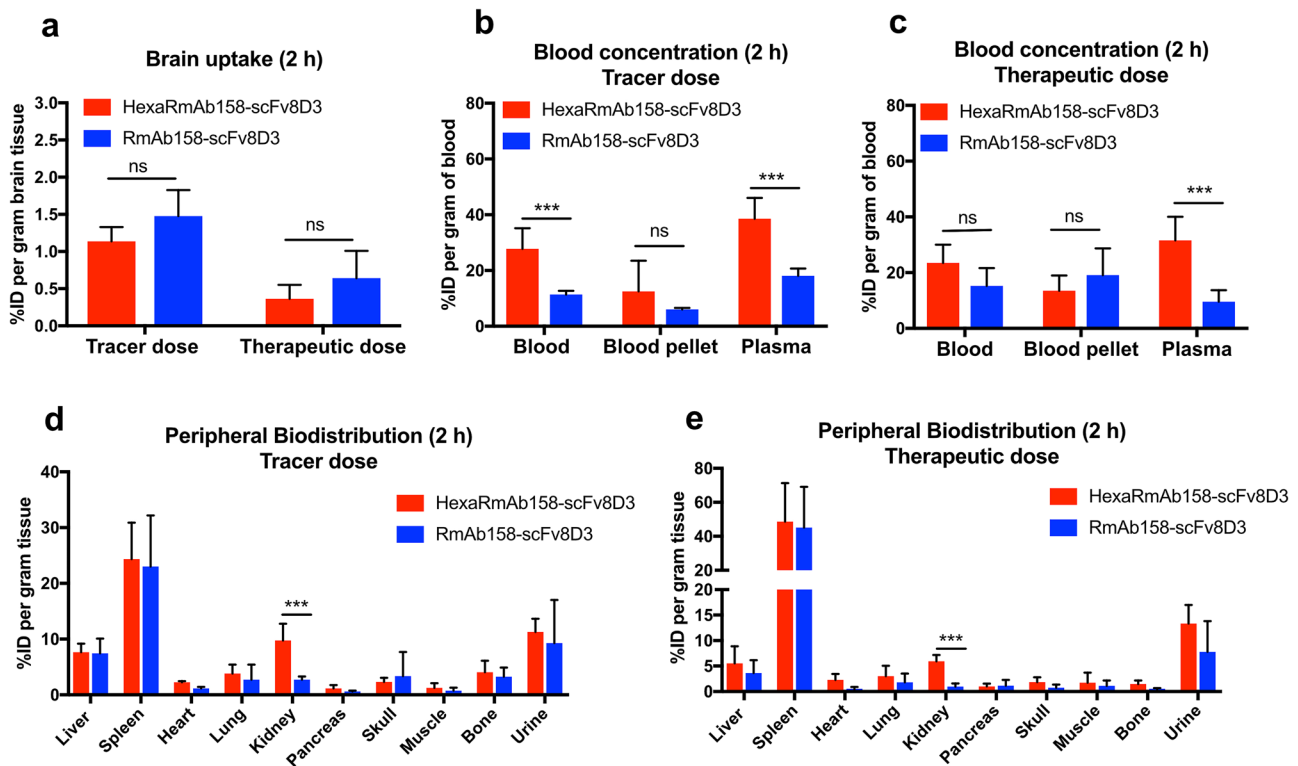 a
Brain uptake (2 h)
%ID per gram brain tissue
3.0
2.5
2.0
1.5
1.0
0.5
0.0
HexaRmAb158-scFv8D3
RmAb158-scFv8D3
ns
ns
Tracer dose
Therapeutic dose
b
Blood concentration (2 h)
Tracer dose
%ID per gram of blood
80
60
40
20
0
HexaRmAb158-scFv8D3
RmAb158-scFv8D3
***
ns
***
Blood
Blood pellet
Plasma
c
Blood concentration (2 h)
Therapeutic dose
%ID per gram of blood
80
60
40
20
0
HexaRmAb158-scFv8D3
RmAb158-scFv8D3
ns
ns
***
Blood
Blood pellet
Plasma
d
Peripheral Biodistribution (2 h)
Tracer dose
%ID per gram tissue
40
30
20
10
0
HexaRmAb158-scFv8D3
RmAb158-scFv8D3
***
Liver
Spleen
Heart
Lung
Kidney
Pancreas
Skull
Muscle
Bone
Urine
e
Peripheral Biodistribution (2 h)
Therapeutic dose
%ID per gram tissue
80
60
40
20
20
15
10
5
0
HexaRmAb158-scFv8D3
RmAb158-scFv8D3
***
Liver
Spleen
Heart
Lung
Kidney
Pancreas
Skull
Muscle
Bone
Urine